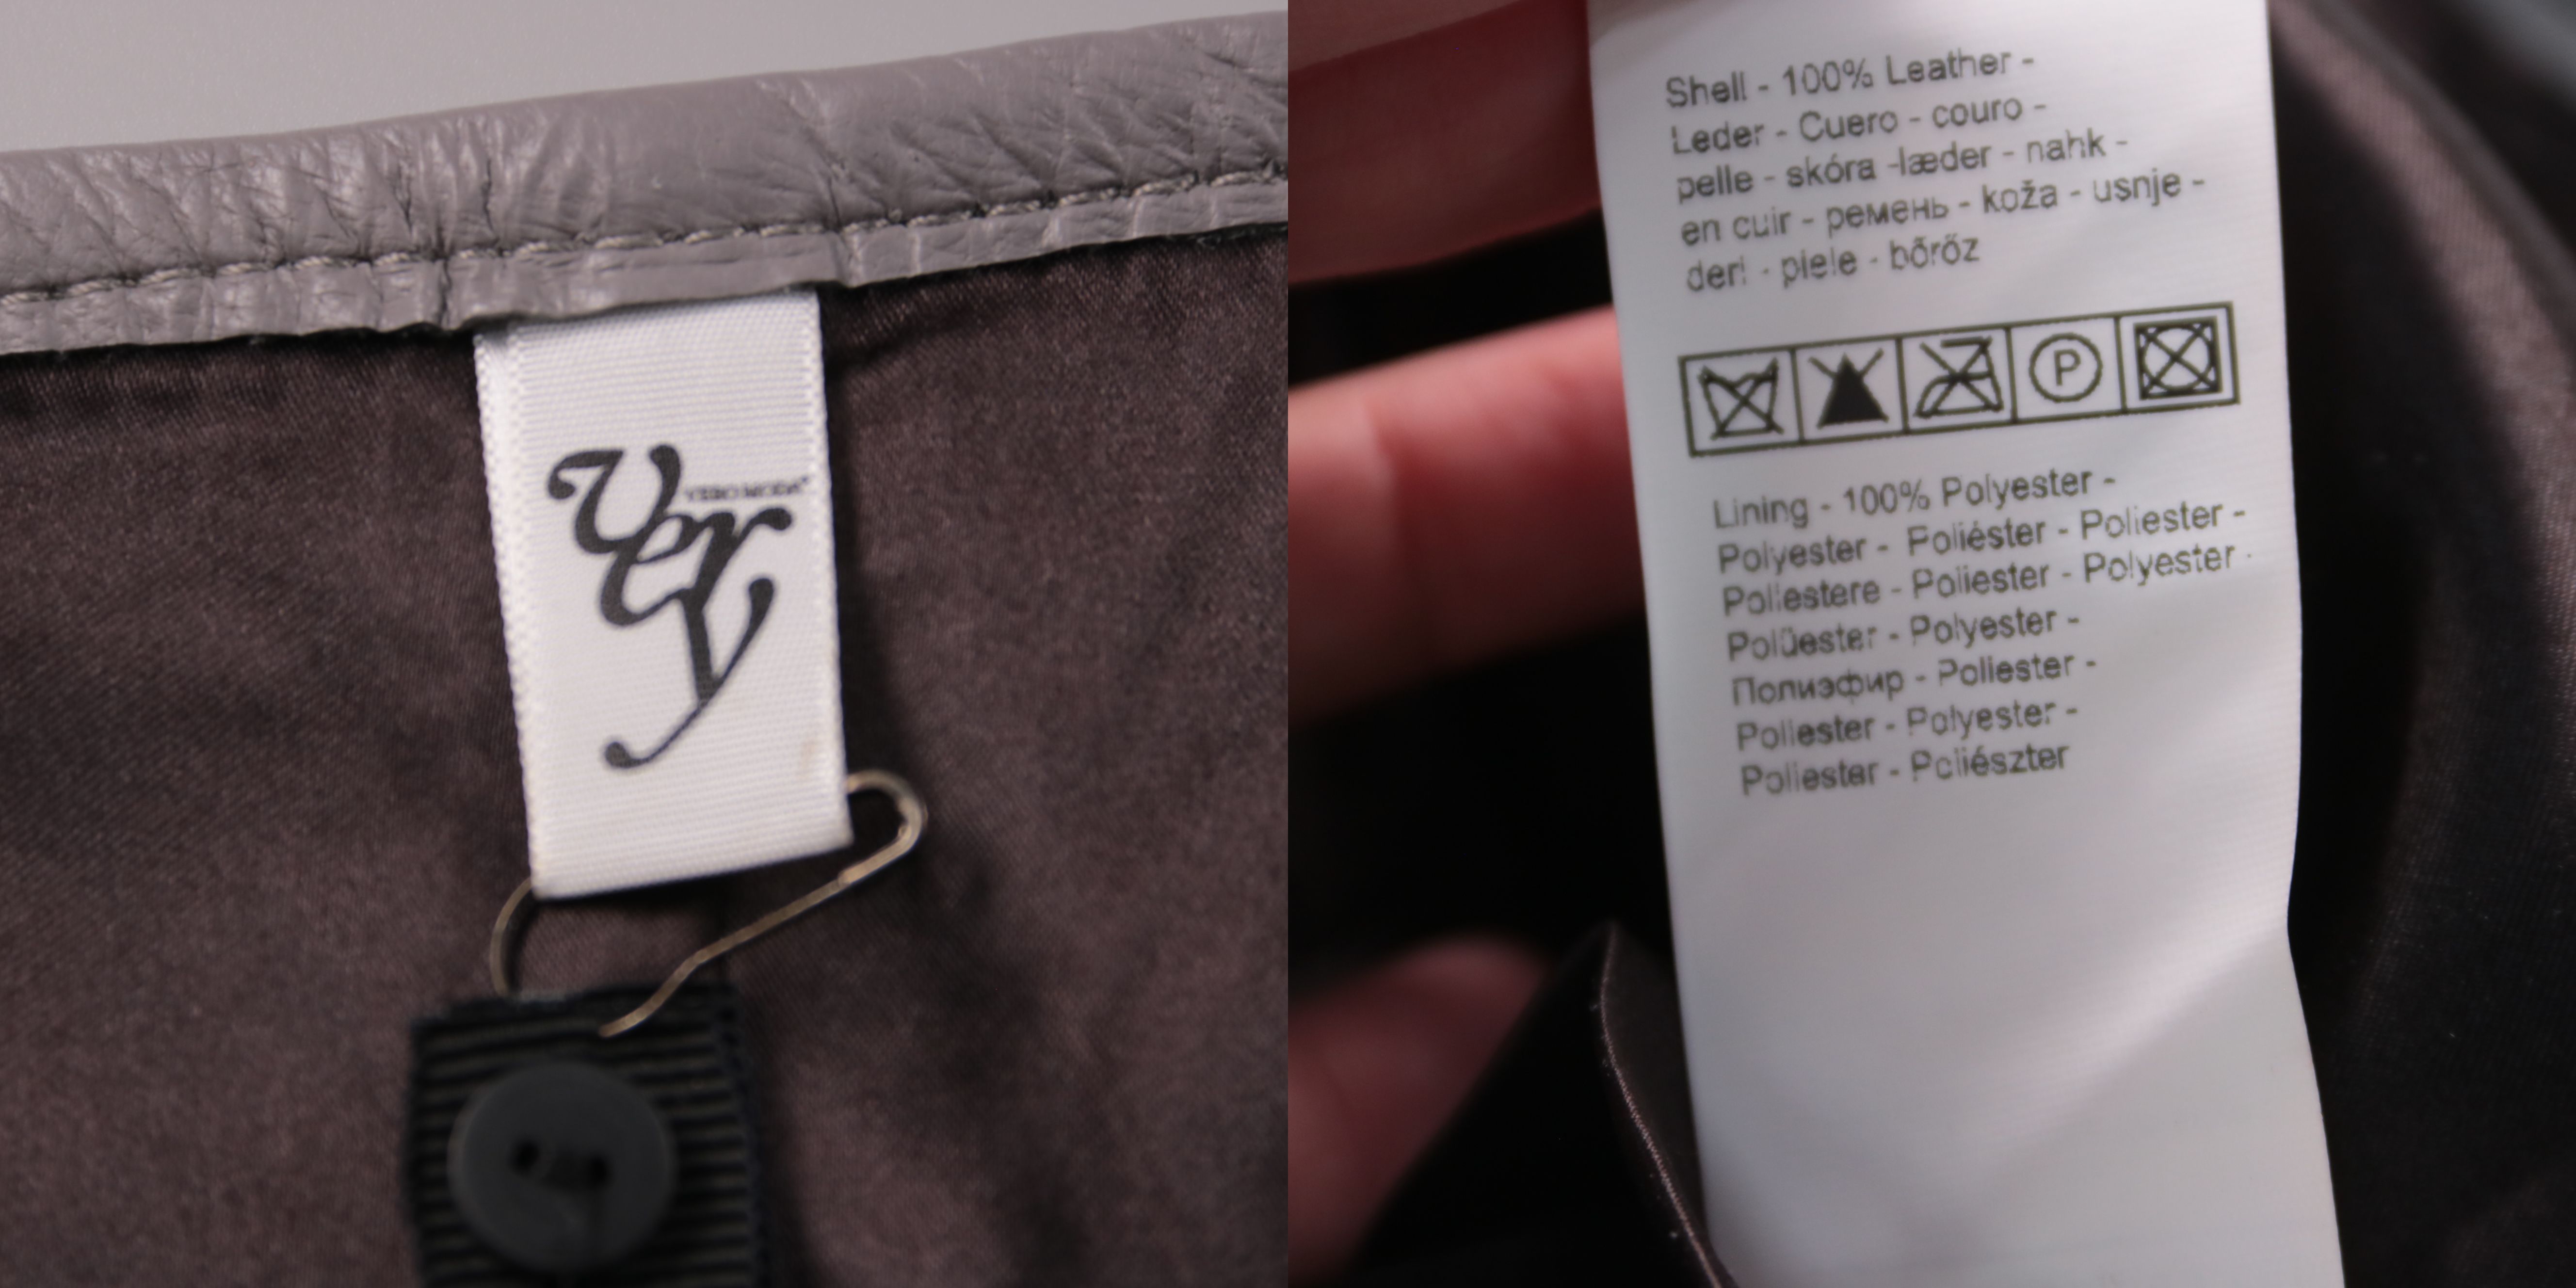 Very
VERO MODA
Shell - 100% Leather -
Leder - Cuero - couro -
pelle - skóra -læder - nahk -
en cuir - ремень - koža - usnje -
deri - piele - bőröz
P
Lining - 100% Polyester -
Polyester - Poliéster - Poliester -
Poliestere - Poliester - Polyester -
Polüester - Polyester -
Полиэфир - Poliester -
Poliester - Polyester -
Poliester - Poliészter